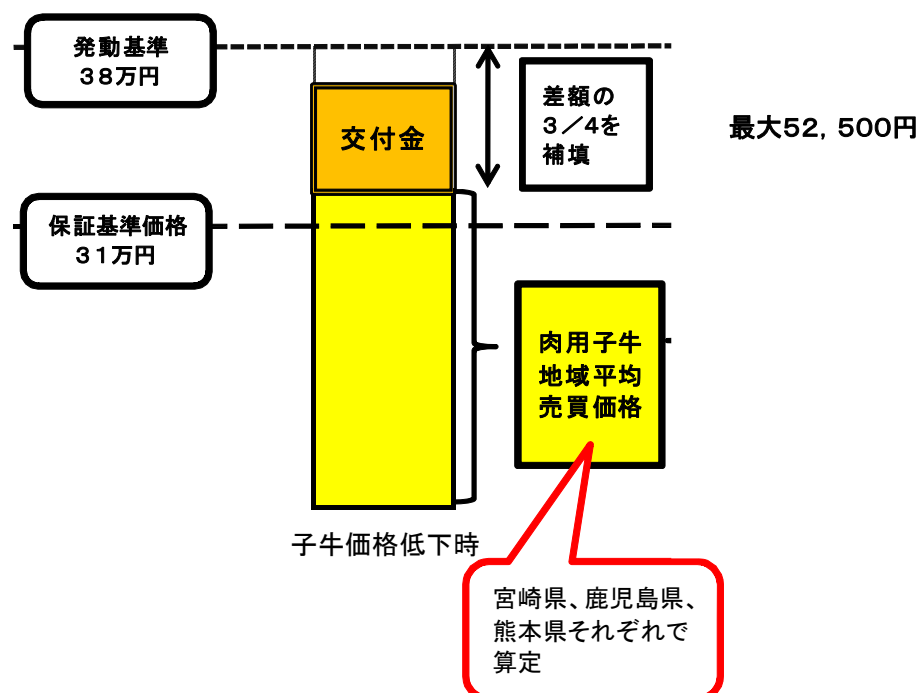 発動基準
３８万円
差額の
３／４を
補填
最大５２，５００円
交付金
保証基準価格
３１万円
肉用子牛
地域平均
売買価格
子牛価格低下時
宮崎県、鹿児島県、
熊本県それぞれで
算定